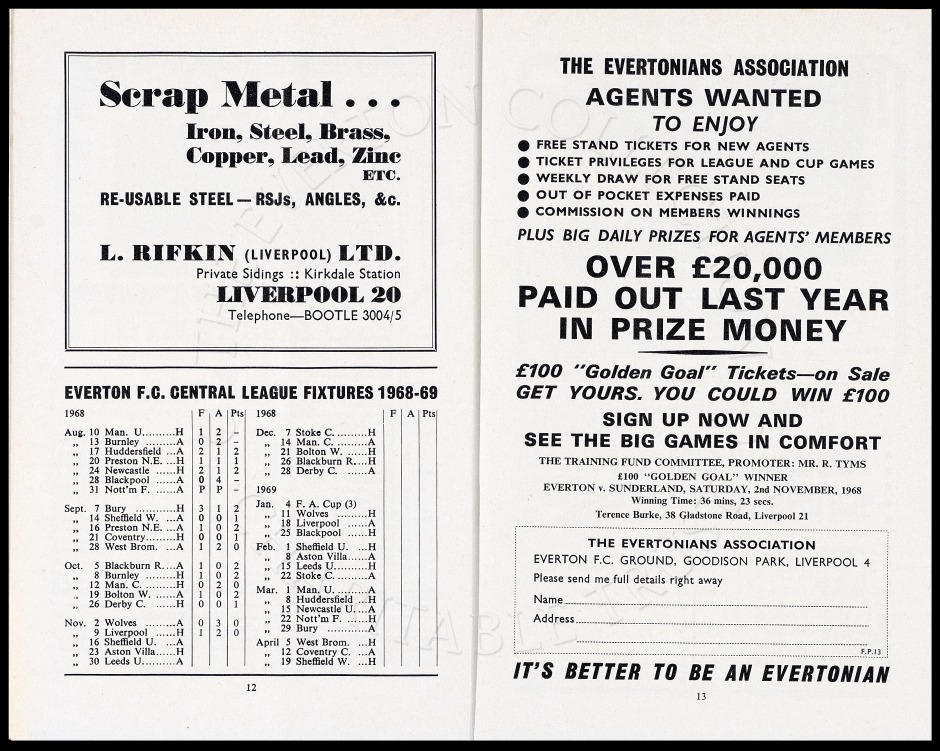 Scrap Metal . . .
Iron, Steel, Brass,
Copper, Lead, Zinc
ETC.
RE-USABLE STEEL — RSJs, ANGLES, &c.
L. RIFKIN (LIVERPOOL) LTD.
Private Sidings :: Kirkdale Station
LIVERPOOL 20
Telephone—BOOTLE 3004/5
EVERTON F.C. CENTRAL LEAGUE FIXTURES 1968-69
1968 F A Pts
Aug. 10 Man. U..........H 1 2 –
,, 13 Burnley .........A 0 2 –
,, 17 Huddersfield ...A 2 1 2
,, 20 Preston N.E. ...H 1 1 1
,, 24 Newcastle ......H 2 1 2
,, 28 Blackpool ......A 0 4 –
,, 31 Nott'm F. ......A P P –
Sept. 7 Bury ............H 3 1 2
,, 14 Sheffield W. ...A 0 0 1
,, 16 Preston N.E. ...A 1 0 2
,, 21 Coventry.........H 0 0 1
,, 28 West Brom. ...A 1 2 0
Oct. 5 Blackburn R....A 1 0 2
,, 8 Burnley .........H 1 0 2
,, 12 Man. C. .........H 0 2 0
,, 19 Bolton W. ......A 1 0 2
,, 26 Derby C. .........H 0 0 1
Nov. 2 Wolves .........A 0 3 0
,, 9 Liverpool ......H 1 2 0
,, 16 Sheffield U. ...A
,, 23 Aston Villa......H
,, 30 Leeds U..........A
1968 F A Pts
Dec. 7 Stoke C. .........H
,, 14 Man. C. .........A
,, 21 Bolton W. ......H
,, 26 Blackburn R....H
,, 28 Derby C. ......A
1969
Jan. 4 F. A. Cup (3)
,, 11 Wolves .........H
,, 18 Liverpool ......A
,, 25 Blackpool ......H
Feb. 1 Sheffield U. ...H
,, 8 Aston Villa......A
,, 15 Leeds U..........H
,, 22 Stoke C. .........A
Mar. 1 Man. U. .........A
,, 8 Huddersfield ...H
,, 15 Newcastle U....A
,, 22 Nott'm F. ......H
,, 29 Bury .........A
April 5 West Brom. ...H
,, 12 Coventry C. ...A
,, 19 Sheffield W. ...H
12
THE EVERTONIANS ASSOCIATION
AGENTS WANTED
TO ENJOY
● FREE STAND TICKETS FOR NEW AGENTS
● TICKET PRIVILEGES FOR LEAGUE AND CUP GAMES
● WEEKLY DRAW FOR FREE STAND SEATS
● OUT OF POCKET EXPENSES PAID
● COMMISSION ON MEMBERS WINNINGS
PLUS BIG DAILY PRIZES FOR AGENTS' MEMBERS
OVER £20,000
PAID OUT LAST YEAR
IN PRIZE MONEY
£100 "Golden Goal" Tickets—on Sale
GET YOURS. YOU COULD WIN £100
SIGN UP NOW AND
SEE THE BIG GAMES IN COMFORT
THE TRAINING FUND COMMITTEE, PROMOTER: MR. R. TYMS
£100 "GOLDEN GOAL" WINNER
EVERTON v. SUNDERLAND, SATURDAY, 2nd NOVEMBER, 1968
Winning Time: 36 mins, 23 secs.
Terence Burke, 38 Gladstone Road, Liverpool 21
THE EVERTONIANS ASSOCIATION
EVERTON F.C. GROUND, GOODISON PARK, LIVERPOOL 4
Please send me full details right away
Name
Address
F.P.13
IT'S BETTER TO BE AN EVERTONIAN
13